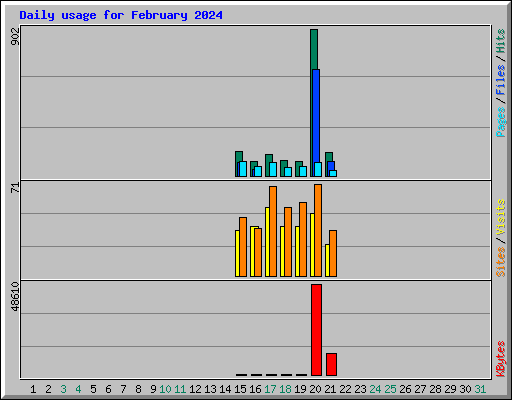 Daily usage for February 2024
902
Pages / Files / Hits
71
Sites / Visits
48610
KBytes
1 2 3 4 5 6 7 8 9 10 11 12 13 14 15 16 17 18 19 20 21 22 23 24 25 26 27 28 29 30 31